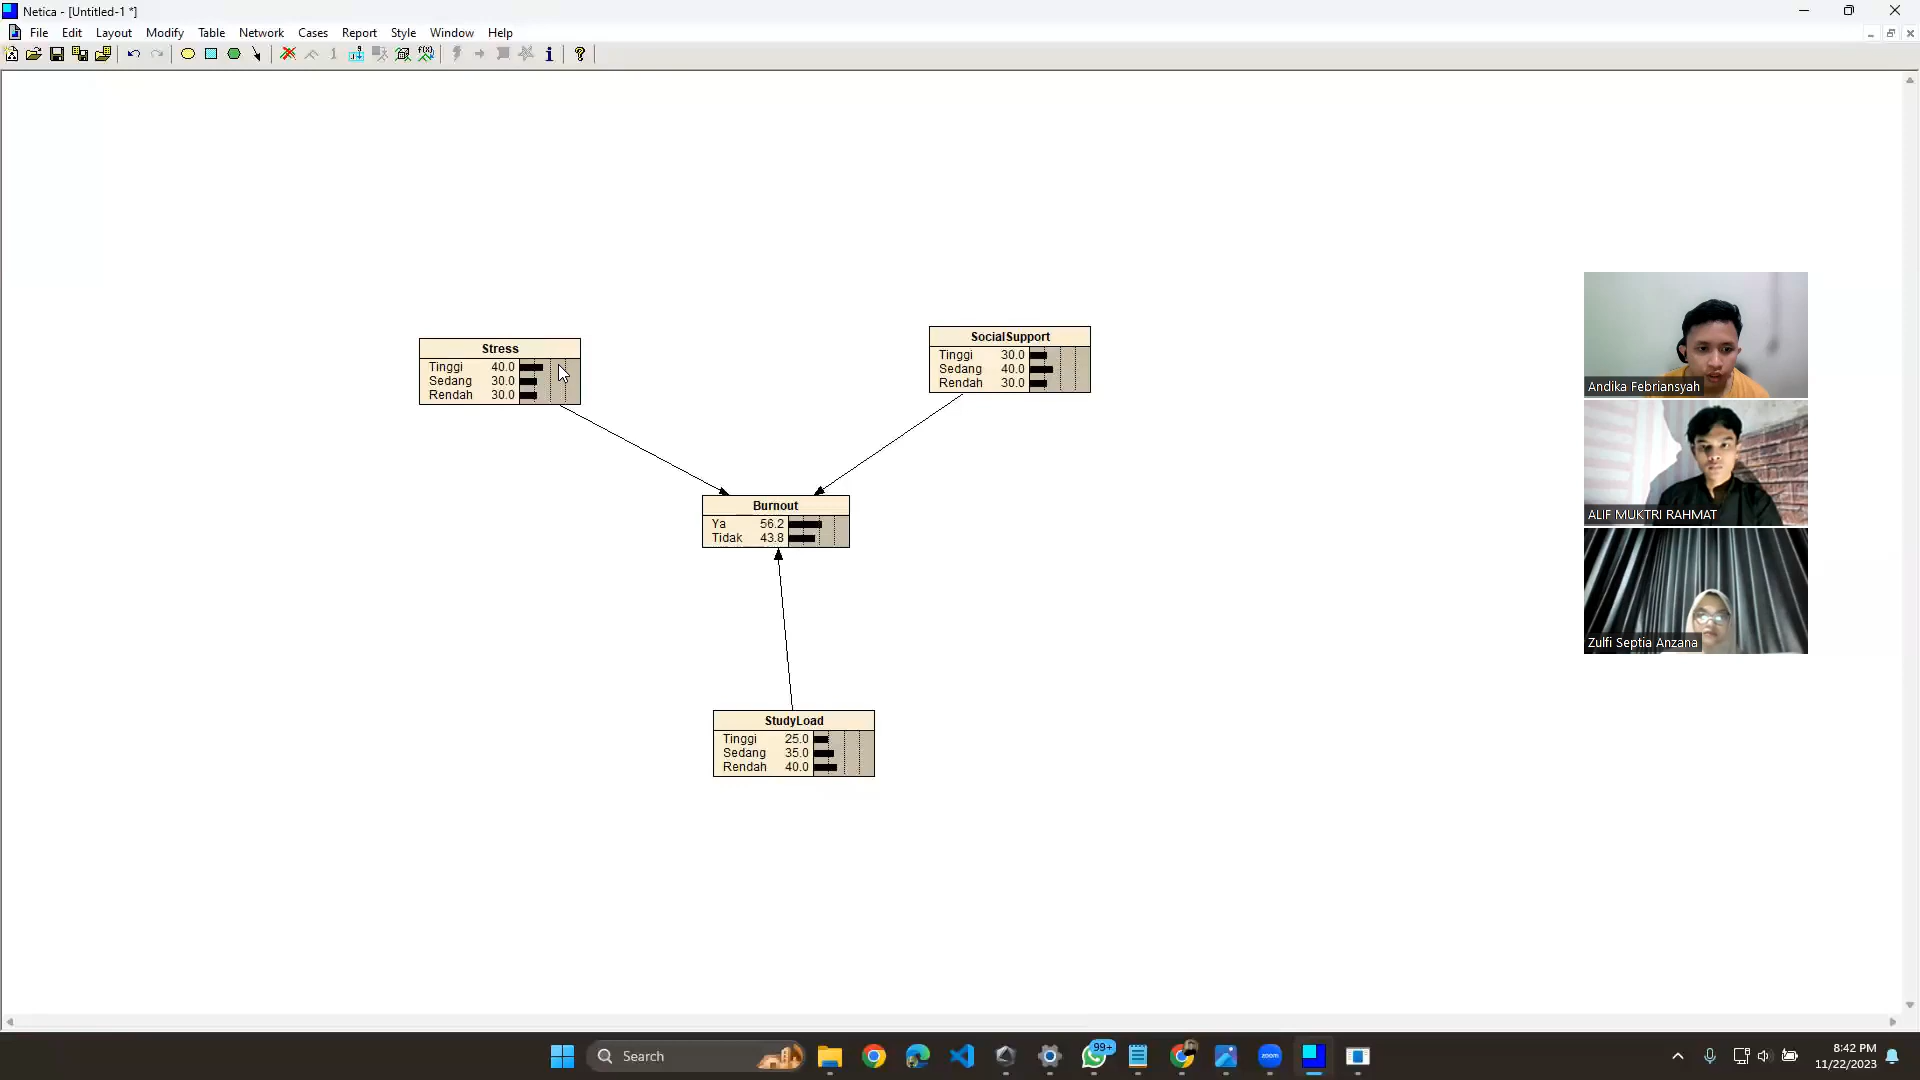 Netica - [Untitled-1 *]
File Edit Layout Modify Table Network Cases Report Style Window Help
SocialSupport
Tinggi 30.0
Sedang 40.0
Rendah 30.0
Stress
Tinggi 40.0
Sedang 30.0
Rendah 30.0
Burnout
Ya 56.2
Tidak 43.8
StudyLoad
Tinggi 25.0
Sedang 35.0
Rendah 40.0
Andika Febriansyah
ALIF MUKTRI RAHMAT
Zulfi Septia Anzana
Search
99+
zoom
8:42 PM
11/22/2023